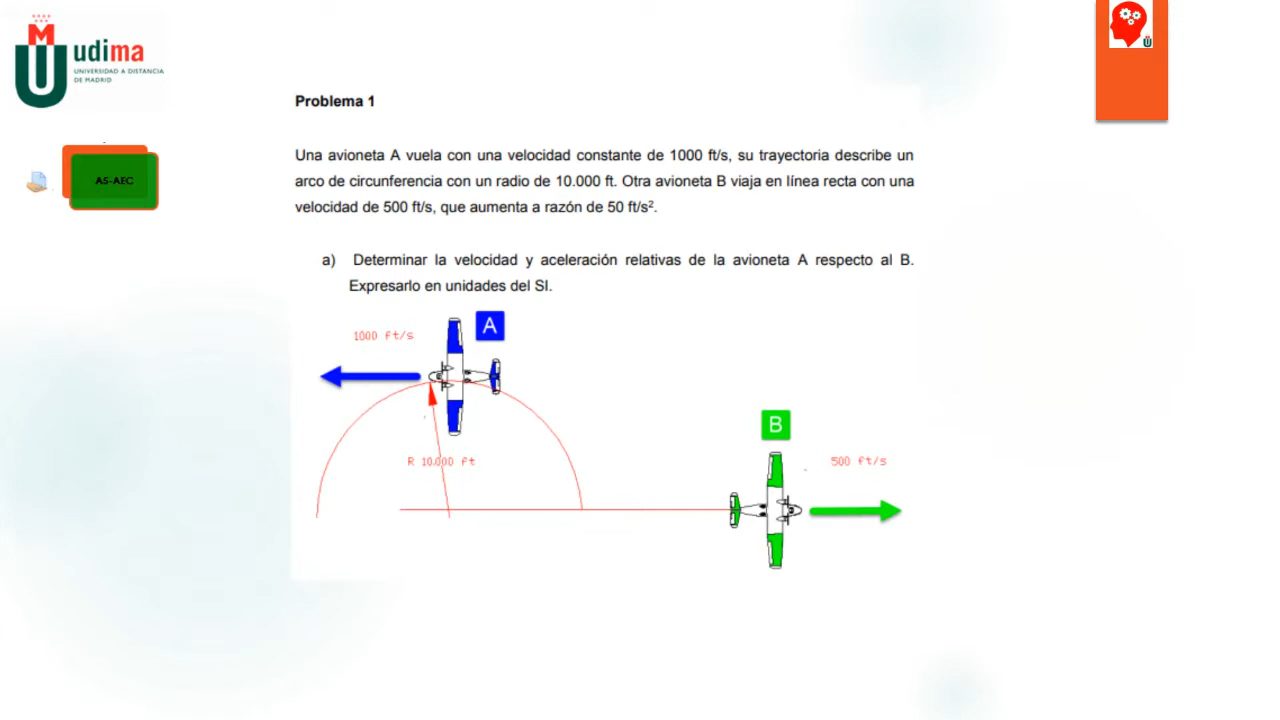 M
U
udima
UNIVERSIDAD A DISTANCIA
DE MADRID
A5-AEC
Problema 1
Una avioneta A vuela con una velocidad constante de 1000 ft/s, su trayectoria describe un
arco de circunferencia con un radio de 10.000 ft. Otra avioneta B viaja en línea recta con una
velocidad de 500 ft/s, que aumenta a razón de 50 ft/s².
a) Determinar la velocidad y aceleración relativas de la avioneta A respecto al B.
Expresarlo en unidades del SI.
1000 ft/s
A
R 10.000 ft
B
500 ft/s